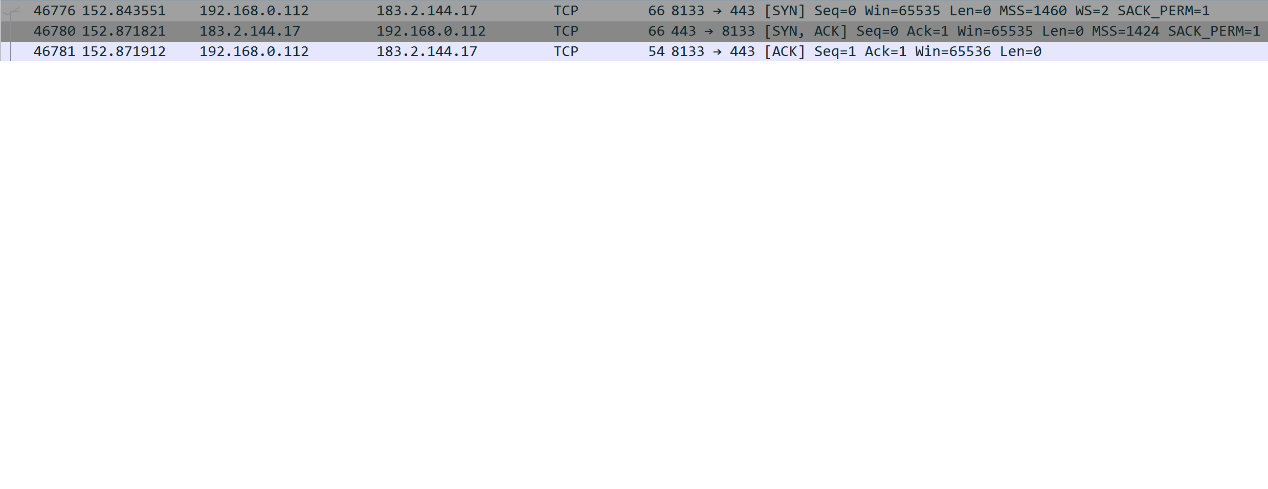 46776 152.843551 192.168.0.112 183.2.144.17 TCP 66 8133 → 443 [SYN] Seq=0 Win=65535 Len=0 MSS=1460 WS=2 SACK_PERM=1
46780 152.871821 183.2.144.17 192.168.0.112 TCP 66 443 → 8133 [SYN, ACK] Seq=0 Ack=1 Win=65535 Len=0 MSS=1424 SACK_PERM=1
46781 152.871912 192.168.0.112 183.2.144.17 TCP 54 8133 → 443 [ACK] Seq=1 Ack=1 Win=65536 Len=0